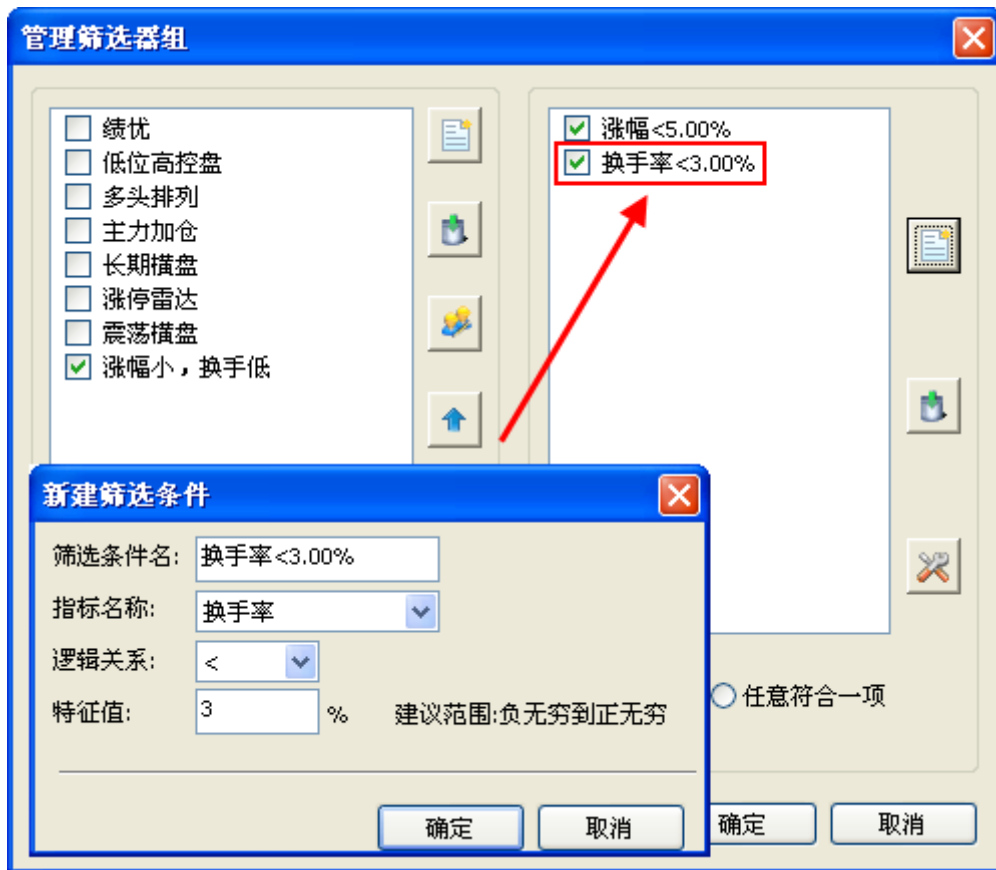 管理筛选器组
绩优
低位高控盘
多头排列
主力加仓
长期横盘
涨停雷达
震荡横盘
涨幅小，换手低
涨幅<5.00%
换手率<3.00%
新建筛选条件
筛选条件名: 换手率<3.00%
指标名称: 换手率
逻辑关系: <
特征值: 3 % 建议范围:负无穷到正无穷
确定 取消
任意符合一项
确定 取消